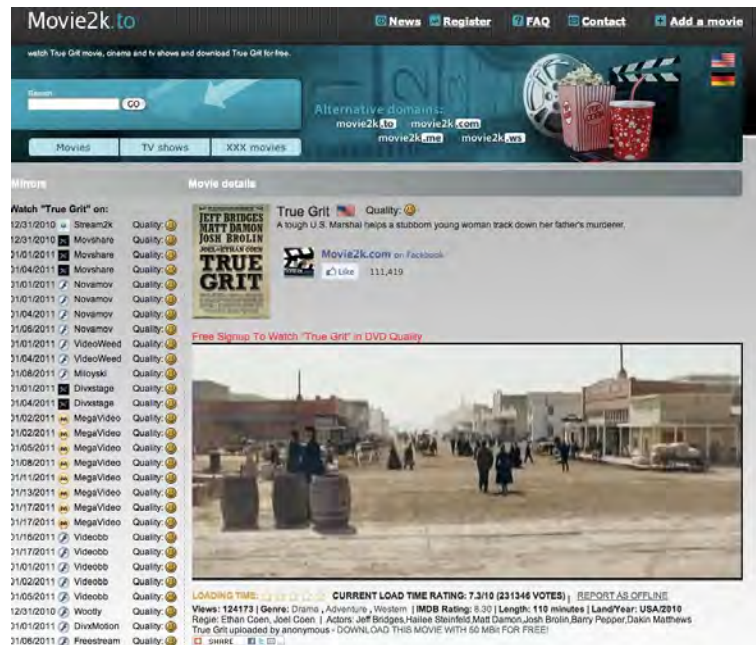 Movie2k.to
News Register FAQ Contact Add a movie
watch True Grit movie, cinema and tv shows and download True Grit for free.
Search
GO
Alternative domains:
movie2k.to movie2k.com
movie2k.me movie2k.ws
Movies TV shows XXX movies
Mirrors
Movie details
Watch "True Grit" on:
12/31/2010 Stream2k Quality:
12/31/2010 Movshare Quality:
01/01/2011 Movshare Quality:
01/04/2011 Movshare Quality:
01/01/2011 Novamov Quality:
01/01/2011 Novamov Quality:
01/04/2011 Novamov Quality:
01/06/2011 Novamov Quality:
01/01/2011 VideoWeed Quality:
01/04/2011 VideoWeed Quality:
01/08/2011 Miloyski Quality:
01/01/2011 Divxstage Quality:
01/04/2011 Divxstage Quality:
01/02/2011 MegaVideo Quality:
01/02/2011 MegaVideo Quality:
01/05/2011 MegaVideo Quality:
01/08/2011 MegaVideo Quality:
01/11/2011 MegaVideo Quality:
01/13/2011 MegaVideo Quality:
01/17/2011 MegaVideo Quality:
01/17/2011 MegaVideo Quality:
01/16/2011 Videobb Quality:
01/17/2011 Videobb Quality:
01/01/2011 Videobb Quality:
01/02/2011 Videobb Quality:
01/05/2011 Videobb Quality:
12/31/2010 Wootly Quality:
01/01/2011 DivxMotion Quality:
01/06/2011 Freestream Quality:
JEFF BRIDGES
MATT DAMON
JOSH BROLIN
JOEL & ETHAN COEN
TRUE
GRIT
True Grit Quality:
A tough U.S. Marshal helps a stubborn young woman track down her father's murderer.
Movie2k.com on Facebook
Like 111,419
Free Signup To Watch "True Grit" in DVD Quality
LOADING TIME: CURRENT LOAD TIME RATING: 7.3/10 (231346 VOTES) | REPORT AS OFFLINE
Views: 124173 | Genre: Drama , Adventure , Western | IMDB Rating: 8.30 | Length: 110 minutes | Land/Year: USA/2010
Regie: Ethan Coen, Joel Coen | Actors: Jeff Bridges,Hailee Steinfeld,Matt Damon,Josh Brolin,Barry Pepper,Dakin Matthews
True Grit uploaded by anonymous - DOWNLOAD THIS MOVIE WITH 50 MBit FOR FREE!
SHARE